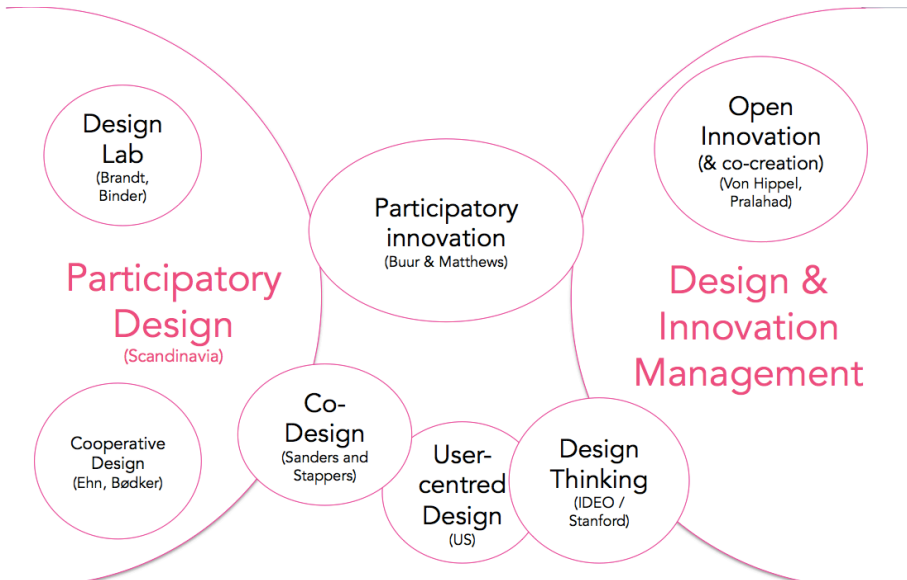 Design
Lab
(Brandt,
Binder)
Participatory
Design
(Scandinavia)
Cooperative
Design
(Ehn, Bødker)
Co-
Design
(Sanders and
Stappers)
Participatory
innovation
(Buur & Matthews)
User-
centred
Design
(US)
Design
Thinking
(IDEO /
Stanford)
Open
Innovation
(& co-creation)
(Von Hippel,
Pralahad)
Design &
Innovation
Management